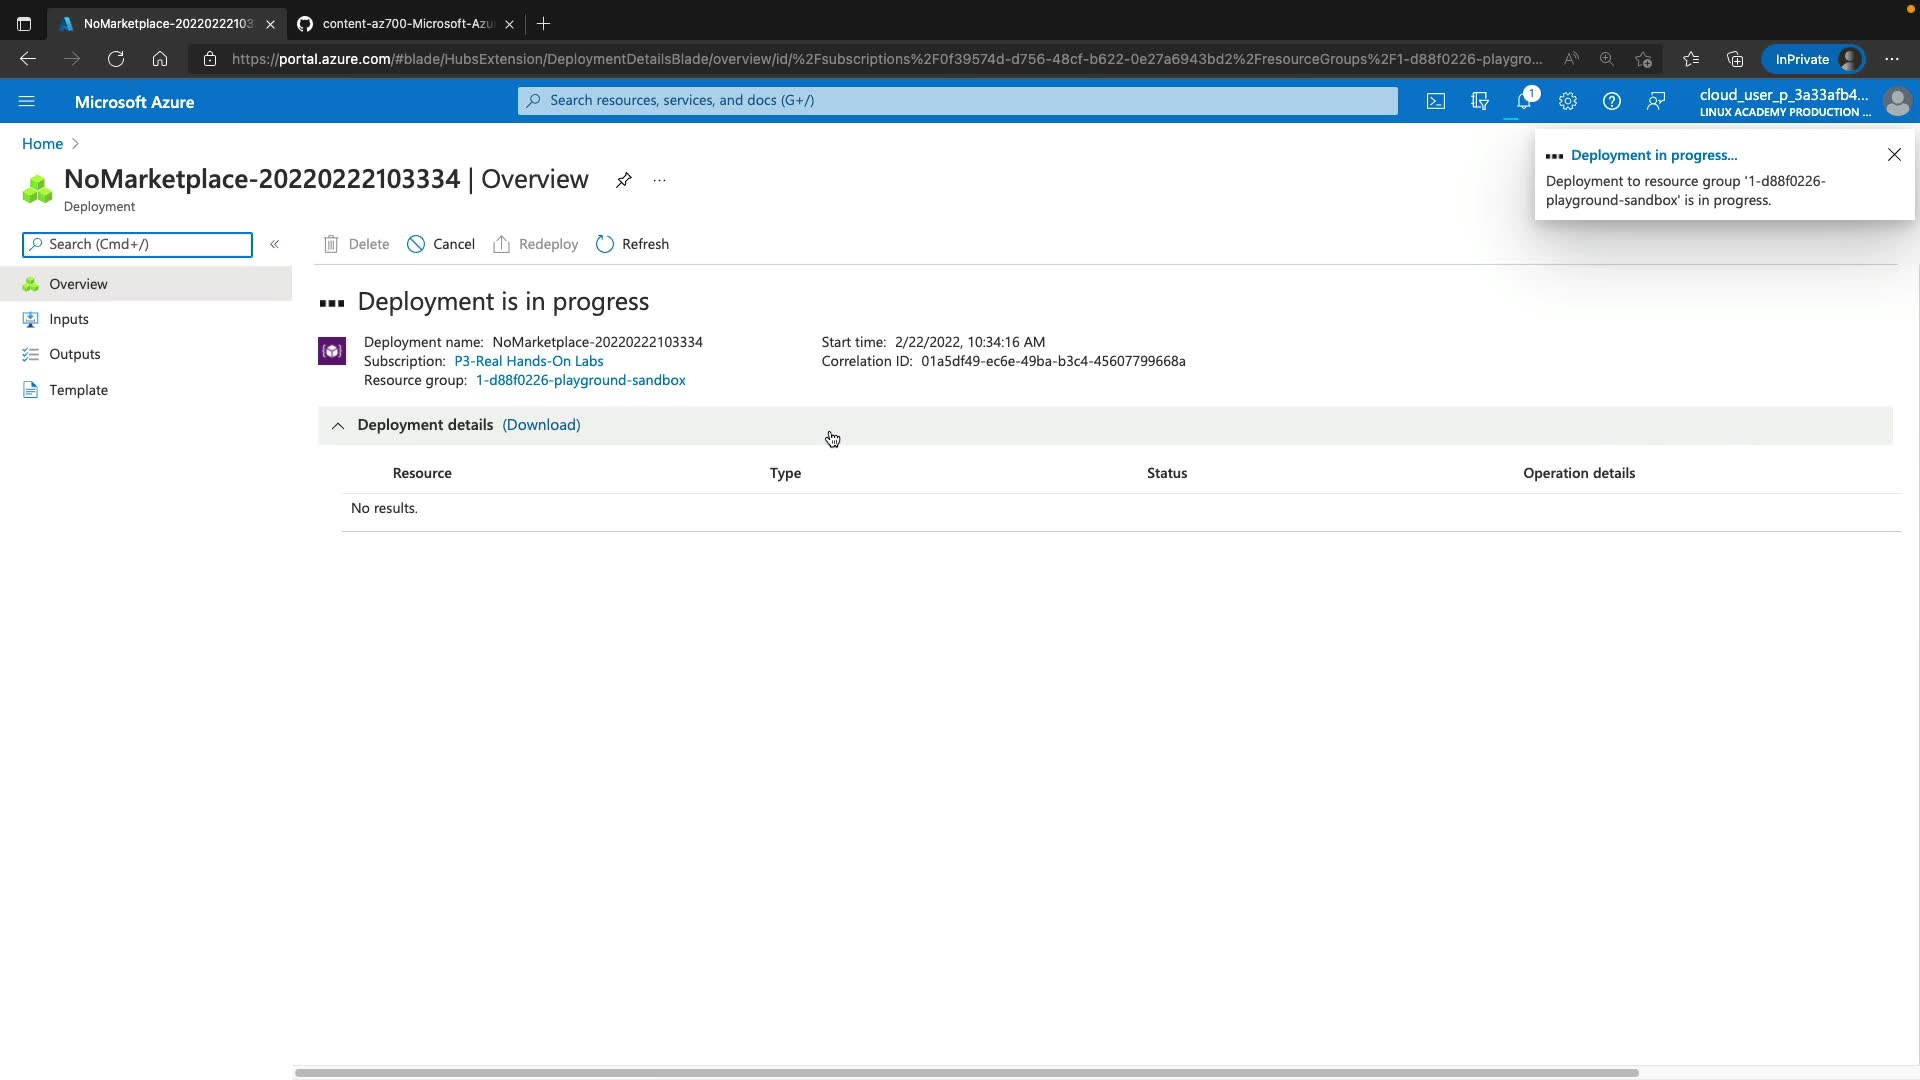 NoMarketplace-20220222103
content-az700-Microsoft-Azu
https://portal.azure.com/#blade/HubsExtension/DeploymentDetailsBlade/overview/id/%2Fsubscriptions%2F0f39574d-d756-48cf-b622-0e27a6943bd2%2FresourceGroups%2F1-d88f0226-playgro...
InPrivate
Microsoft Azure
Search resources, services, and docs (G+/)
1
cloud_user_p_3a33afb4...
LINUX ACADEMY PRODUCTION ...
Home
Deployment in progress...
Deployment to resource group '1-d88f0226-
playground-sandbox' is in progress.
NoMarketplace-20220222103334 | Overview
Deployment
Search (Cmd+/)
Delete Cancel Redeploy Refresh
Overview
Inputs
Outputs
Template
Deployment is in progress
Deployment name: NoMarketplace-20220222103334
Subscription: P3-Real Hands-On Labs
Resource group: 1-d88f0226-playground-sandbox
Start time: 2/22/2022, 10:34:16 AM
Correlation ID: 01a5df49-ec6e-49ba-b3c4-45607799668a
Deployment details (Download)
Resource Type Status Operation details
No results.